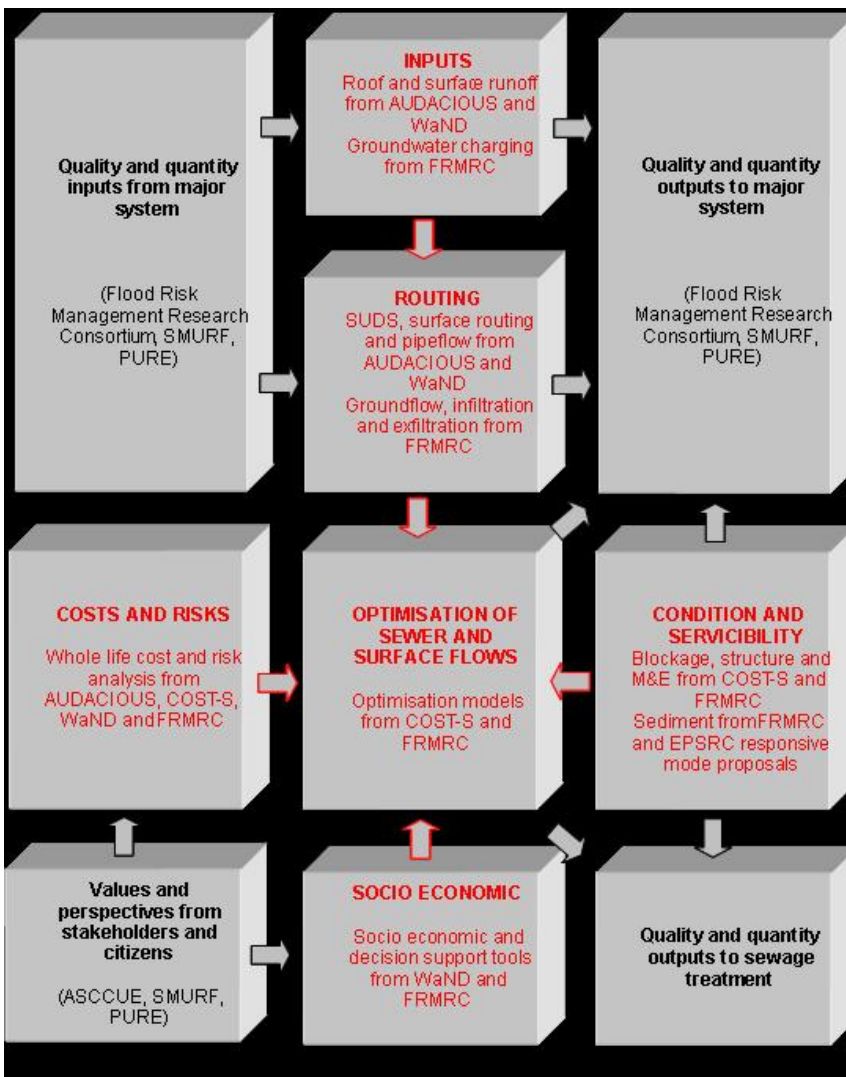 Quality and quantity
inputs from major
system
(Flood Risk
Management Research
Consortium, SMURF,
PURE)
INPUTS
Roof and surface runoff
from AUDACIOUS and
WaND
Groundwater charging
from FRMRC
Quality and quantity
outputs to major
system
(Flood Risk
Management Research
Consortium, SMURF,
PURE)
ROUTING
SUDS, surface routing
and pipeflow from
AUDACIOUS and
WaND
Groundflow, infiltration
and exfiltration from
FRMRC
COSTS AND RISKS
Whole life cost and risk
analysis from
AUDACIOUS, COST-S,
WaND andFRMRC
OPTIMISATION OF
SEWER AND
SURFACE FLOWS
Optimisation models
from COST-S and
FRMRC
CONDITION AND
SERVICIBILITY
Blockage, structure and
M&E from COST-S and
FRMRC
Sediment fromFRMRC
and EPSRC responsive
mode proposals
Values and
perspectives from
stakeholders and
citizens
(ASCCUE, SMURF,
PURE)
SOCIO ECONOMIC
Socio economic and
decision support tools
from WaND and
FRMRC
Quality and quantity
outputs to sewage
treatment